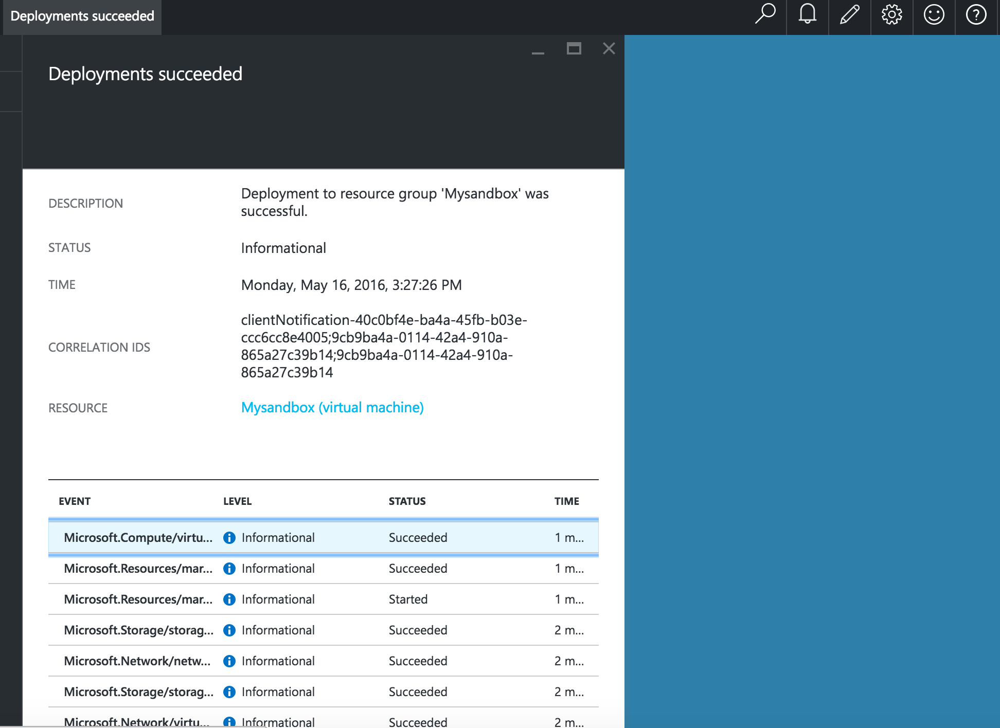 Deployments succeeded
Deployments succeeded
DESCRIPTION
Deployment to resource group 'Mysandbox' was
successful.
STATUS
Informational
TIME
Monday, May 16, 2016, 3:27:26 PM
CORRELATION IDS
clientNotification-40c0bf4e-ba4a-45fb-b03e-
ccc6cc8e4005;9cb9ba4a-0114-42a4-910a-
865a27c39b14;9cb9ba4a-0114-42a4-910a-
865a27c39b14
RESOURCE
Mysandbox (virtual machine)
EVENT LEVEL STATUS TIME
Microsoft.Compute/virtu... Informational Succeeded 1 m...
Microsoft.Resources/mar... Informational Succeeded 1 m...
Microsoft.Resources/mar... Informational Started 1 m...
Microsoft.Storage/storag... Informational Succeeded 2 m...
Microsoft.Network/netw... Informational Succeeded 2 m...
Microsoft.Storage/storag... Informational Succeeded 2 m...
Microsoft.Network/virtu... Informational Succeeded 2 m...